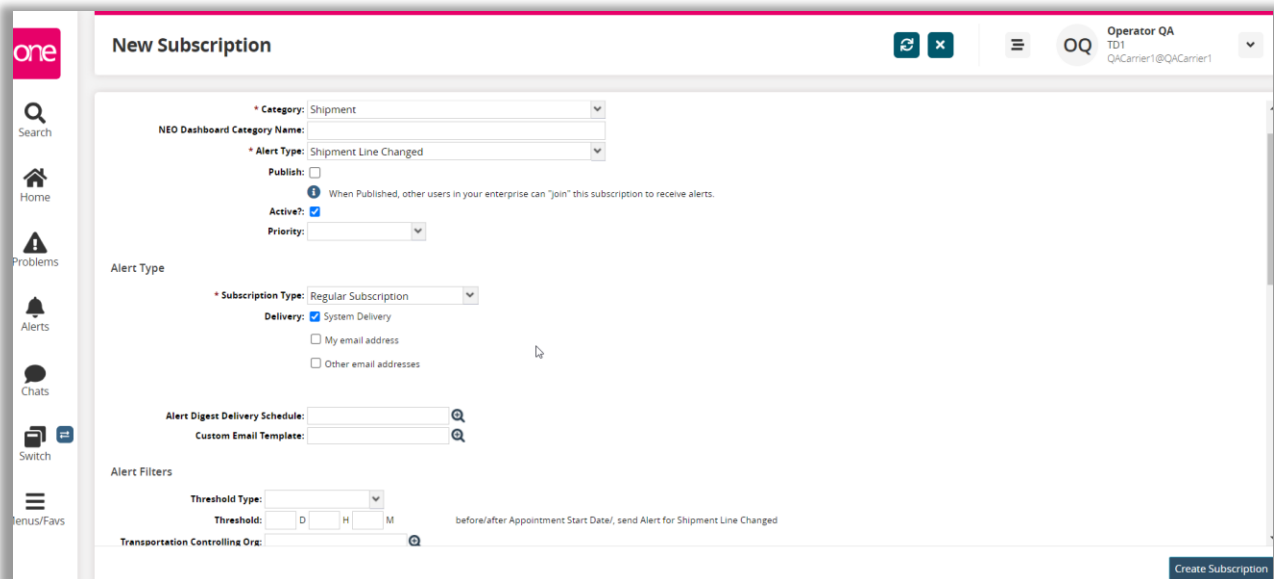 one
New Subscription
OQ
Operator QA
TD1
QACarrier1@QACarrier1
Search
Home
Problems
Alerts
Chats
Switch
Menus/Favs
* Category: Shipment
NEO Dashboard Category Name:
* Alert Type: Shipment Line Changed
Publish:
When Published, other users in your enterprise can "join" this subscription to receive alerts.
Active?:
Priority:
Alert Type
* Subscription Type: Regular Subscription
Delivery: System Delivery
My email address
Other email addresses
Alert Digest Delivery Schedule:
Custom Email Template:
Alert Filters
Threshold Type:
Threshold: D H M before/after Appointment Start Date/, send Alert for Shipment Line Changed
Transportation Controlling Org:
Create Subscription